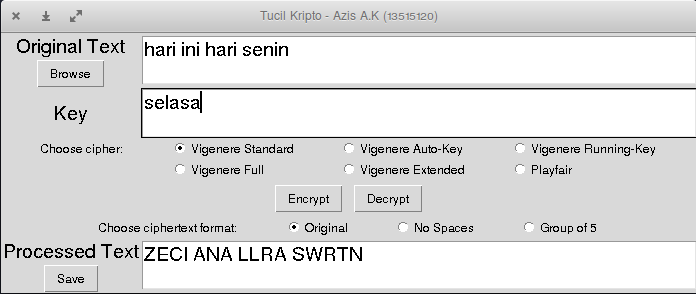 Tucil Kripto - Azis A.K (13515120)
Original Text
hari ini hari senin
Browse
Key
selasa
Choose cipher: Vigenere Standard Vigenere Auto-Key Vigenere Running-Key
Vigenere Full Vigenere Extended Playfair
Encrypt Decrypt
Choose ciphertext format: Original No Spaces Group of 5
Processed Text
ZECI ANA LLRA SWRTN
Save